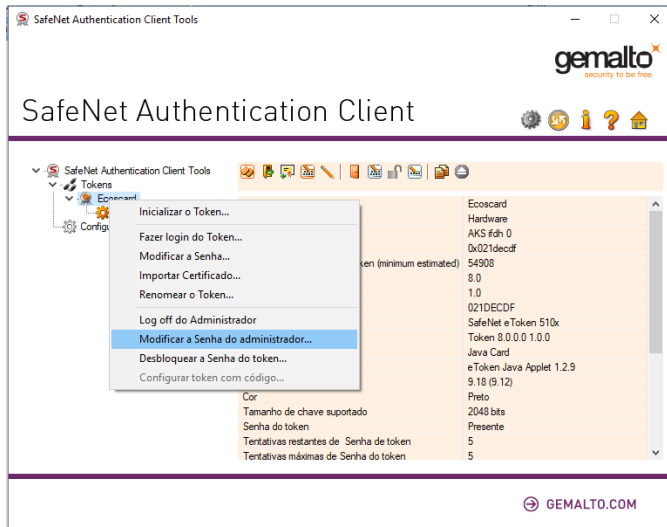 SafeNet Authentication Client Tools
gemalto
security to be free
SafeNet Authentication Client
SafeNet Authentication Client Tools
Tokens
Ecoscard
Inicializar o Token...
Fazer login do Token...
Modificar a Senha...
Importar Certificado...
Renomear o Token...
Log off do Administrador
Modificar a Senha do administrador...
Desbloquear a Senha do token...
Configurar token com código...
Configu
Ecoscard
Hardware
AKS ifdh 0
0x021decdf
ken (minimum estimated) 54908
8.0
1.0
021DECDF
SafeNet eToken 510x
Token 8.0.0.0 1.0.0
Java Card
eToken Java Applet 1.2.9
9.18 (9.12)
Cor Preto
Tamanho de chave suportado 2048 bits
Senha do token Presente
Tentativas restantes de Senha de token 5
Tentativas máximas de Senha do token 5
GEMALTO.COM